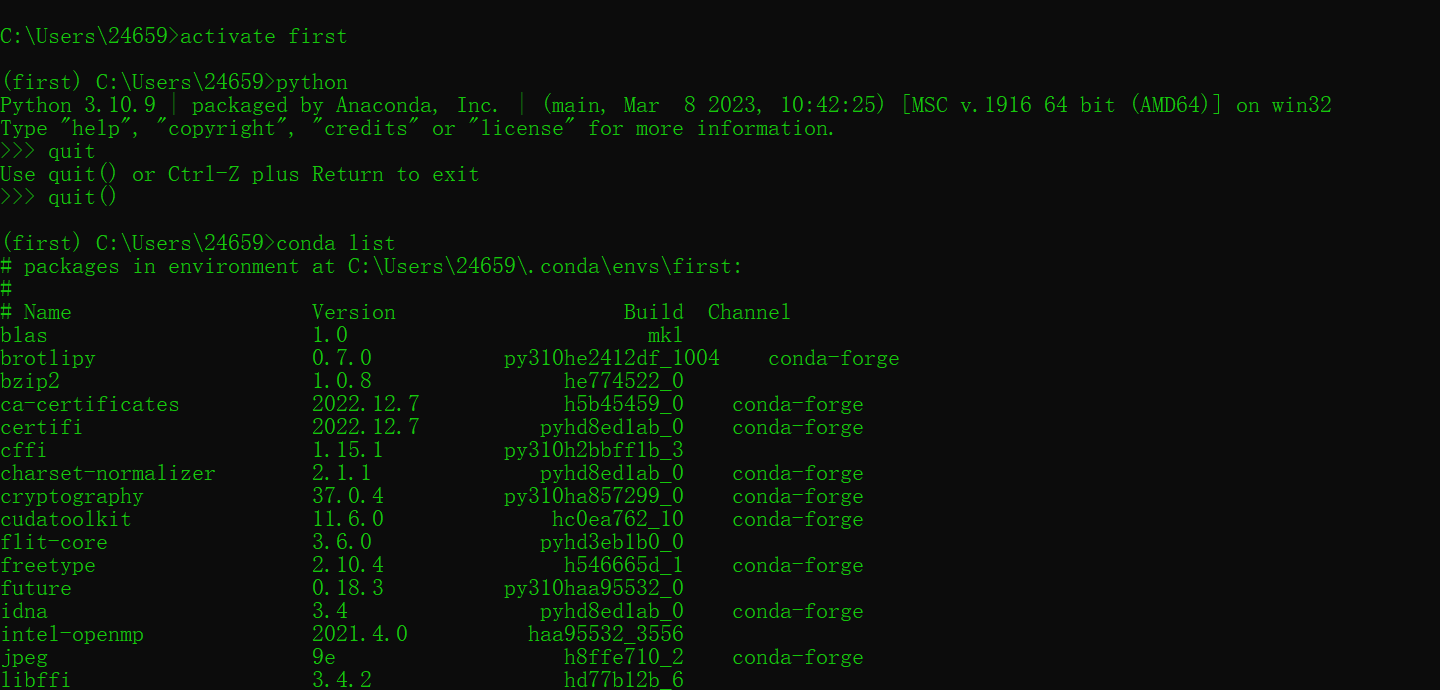 C:\Users\24659>activate first
(first) C:\Users\24659>python
Python 3.10.9 | packaged by Anaconda, Inc. | (main, Mar  8 2023, 10:42:25) [MSC v.1916 64 bit (AMD64)] on win32
Type "help", "copyright", "credits" or "license" for more information.
>>> quit
Use quit() or Ctrl-Z plus Return to exit
>>> quit()
(first) C:\Users\24659>conda list
# packages in environment at C:\Users\24659\.conda\envs\first:
#
# Name                    Version                   Build  Channel
blas                      1.0                         mkl
brotlipy                  0.7.0           py310he2412df_1004    conda-forge
bzip2                     1.0.8                he774522_0
ca-certificates           2022.12.7            h5b45459_0    conda-forge
certifi                   2022.12.7          pyhd8ed1ab_0    conda-forge
cffi                      1.15.1          py310h2bbff1b_3
charset-normalizer        2.1.1              pyhd8ed1ab_0    conda-forge
cryptography              37.0.4          py310ha857299_0    conda-forge
cudatoolkit               11.6.0              hc0ea762_10    conda-forge
flit-core                 3.6.0              pyhd3eb1b0_0
freetype                  2.10.4               h546665d_1    conda-forge
future                    0.18.3          py310haa95532_0
idna                      3.4                pyhd8ed1ab_0    conda-forge
intel-openmp              2021.4.0          haa95532_3556
jpeg                      9e                   h8ffe710_2    conda-forge
libffi                    3.4.2                hd77b12b_6